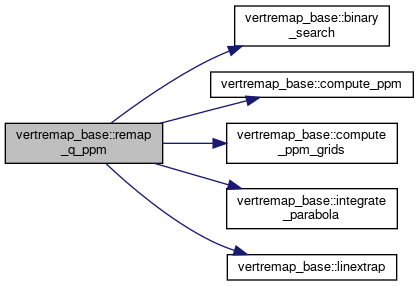 vertremap_base::binary
_search
vertremap_base::compute_ppm
vertremap_base::remap
_q_ppm
vertremap_base::compute
_ppm_grids
vertremap_base::integrate
_parabola
vertremap_base::linextrap